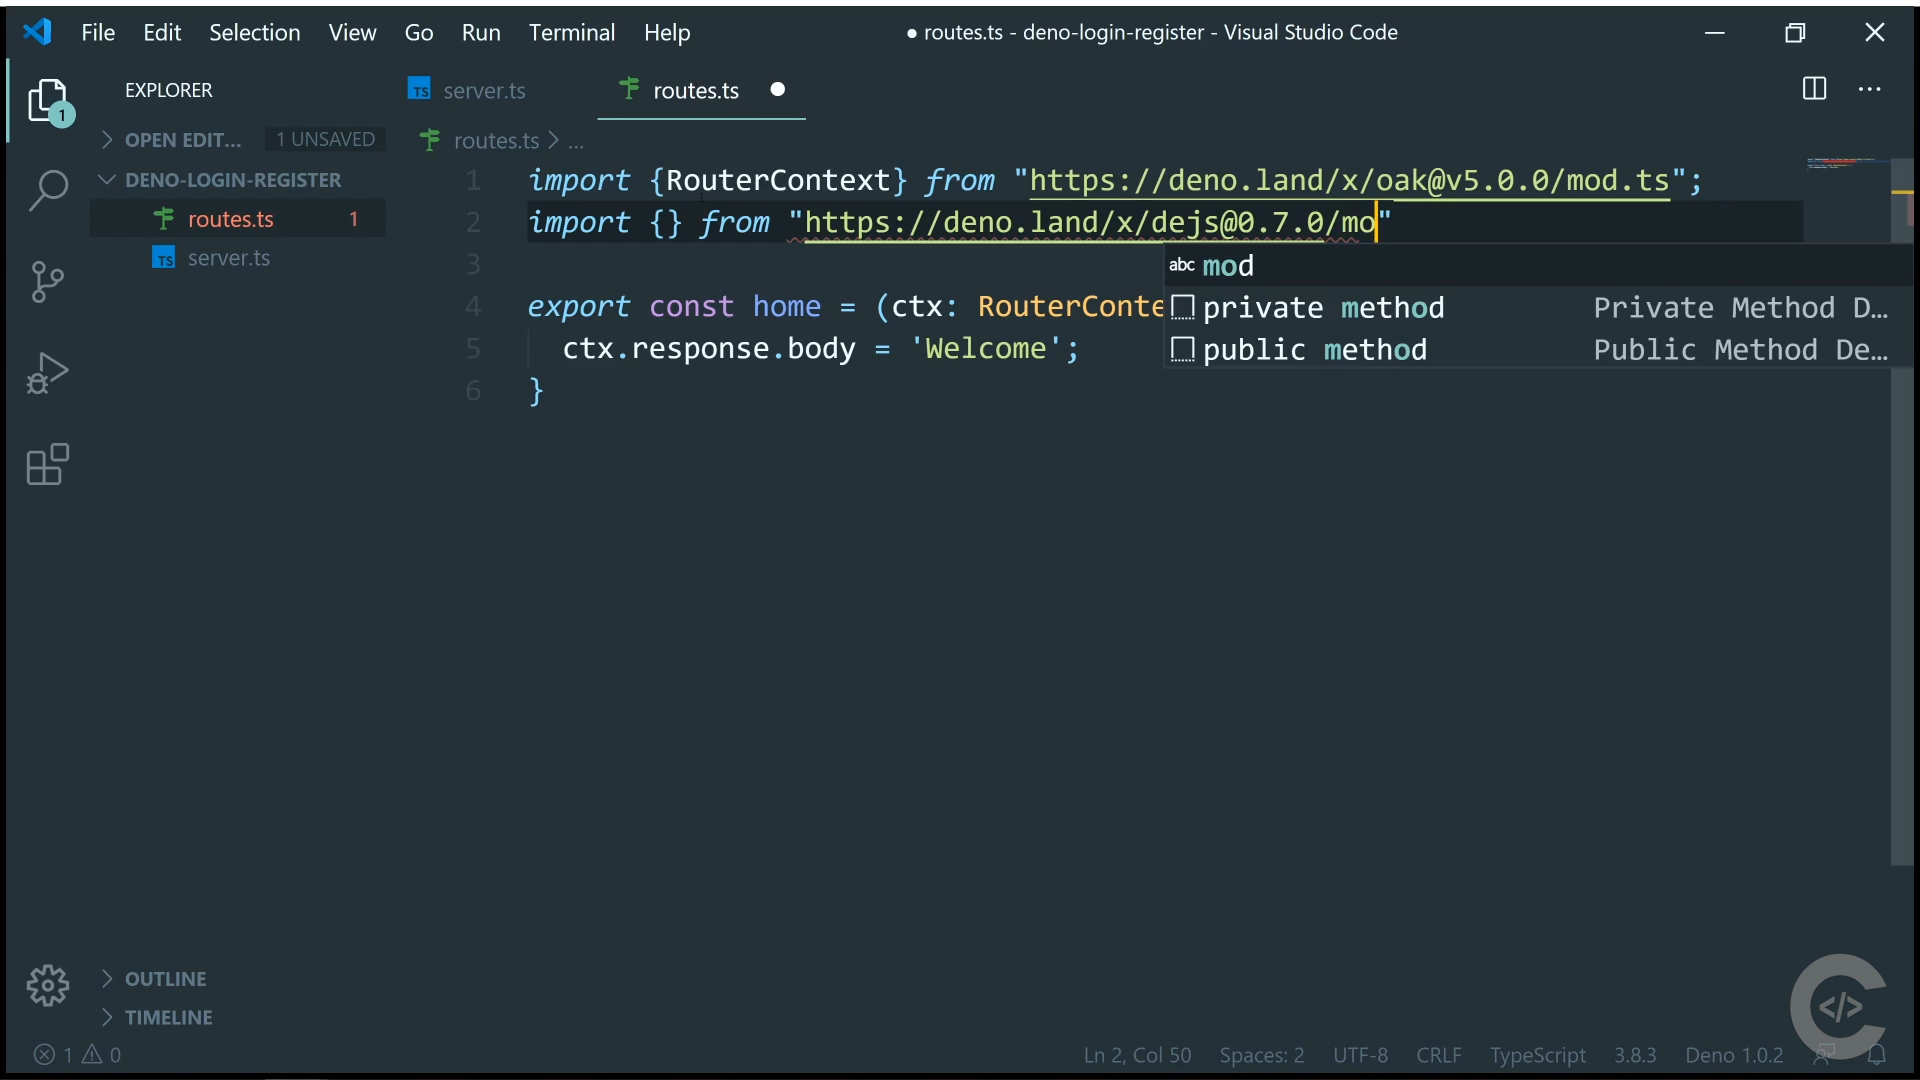 File Edit Selection View Go Run Terminal Help
● routes.ts - deno-login-register - Visual Studio Code
EXPLORER
TS server.ts
routes.ts ●
1
OPEN EDIT... 1 UNSAVED
routes.ts > ...
DENO-LOGIN-REGISTER
routes.ts 1
TS server.ts
1 import {RouterContext} from "https://deno.land/x/oak@v5.0.0/mod.ts";
2 import {} from "https://deno.land/x/dejs@0.7.0/mo"
3
abc mod
4 export const home = (ctx: RouterConte
private method Private Method D...
5 ctx.response.body = 'Welcome';
public method Public Method De...
6 }
OUTLINE
TIMELINE
</>
1 0
Ln 2, Col 50 Spaces: 2 UTF-8 CRLF TypeScript 3.8.3 Deno 1.0.2